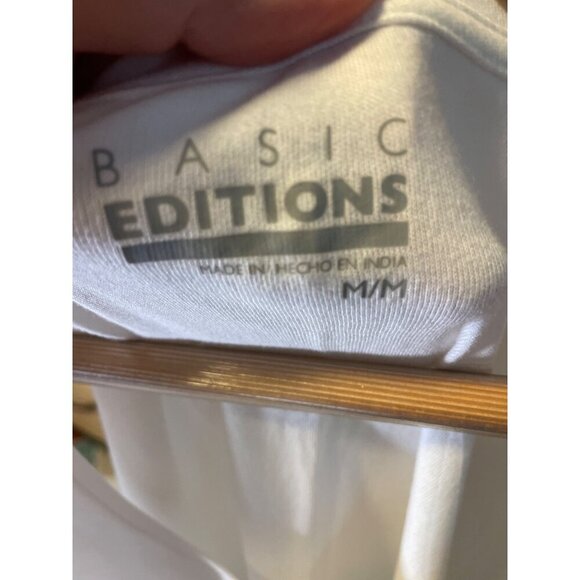 BASIC
EDITIONS
MADE IN/HECHO EN INDIA
M/M